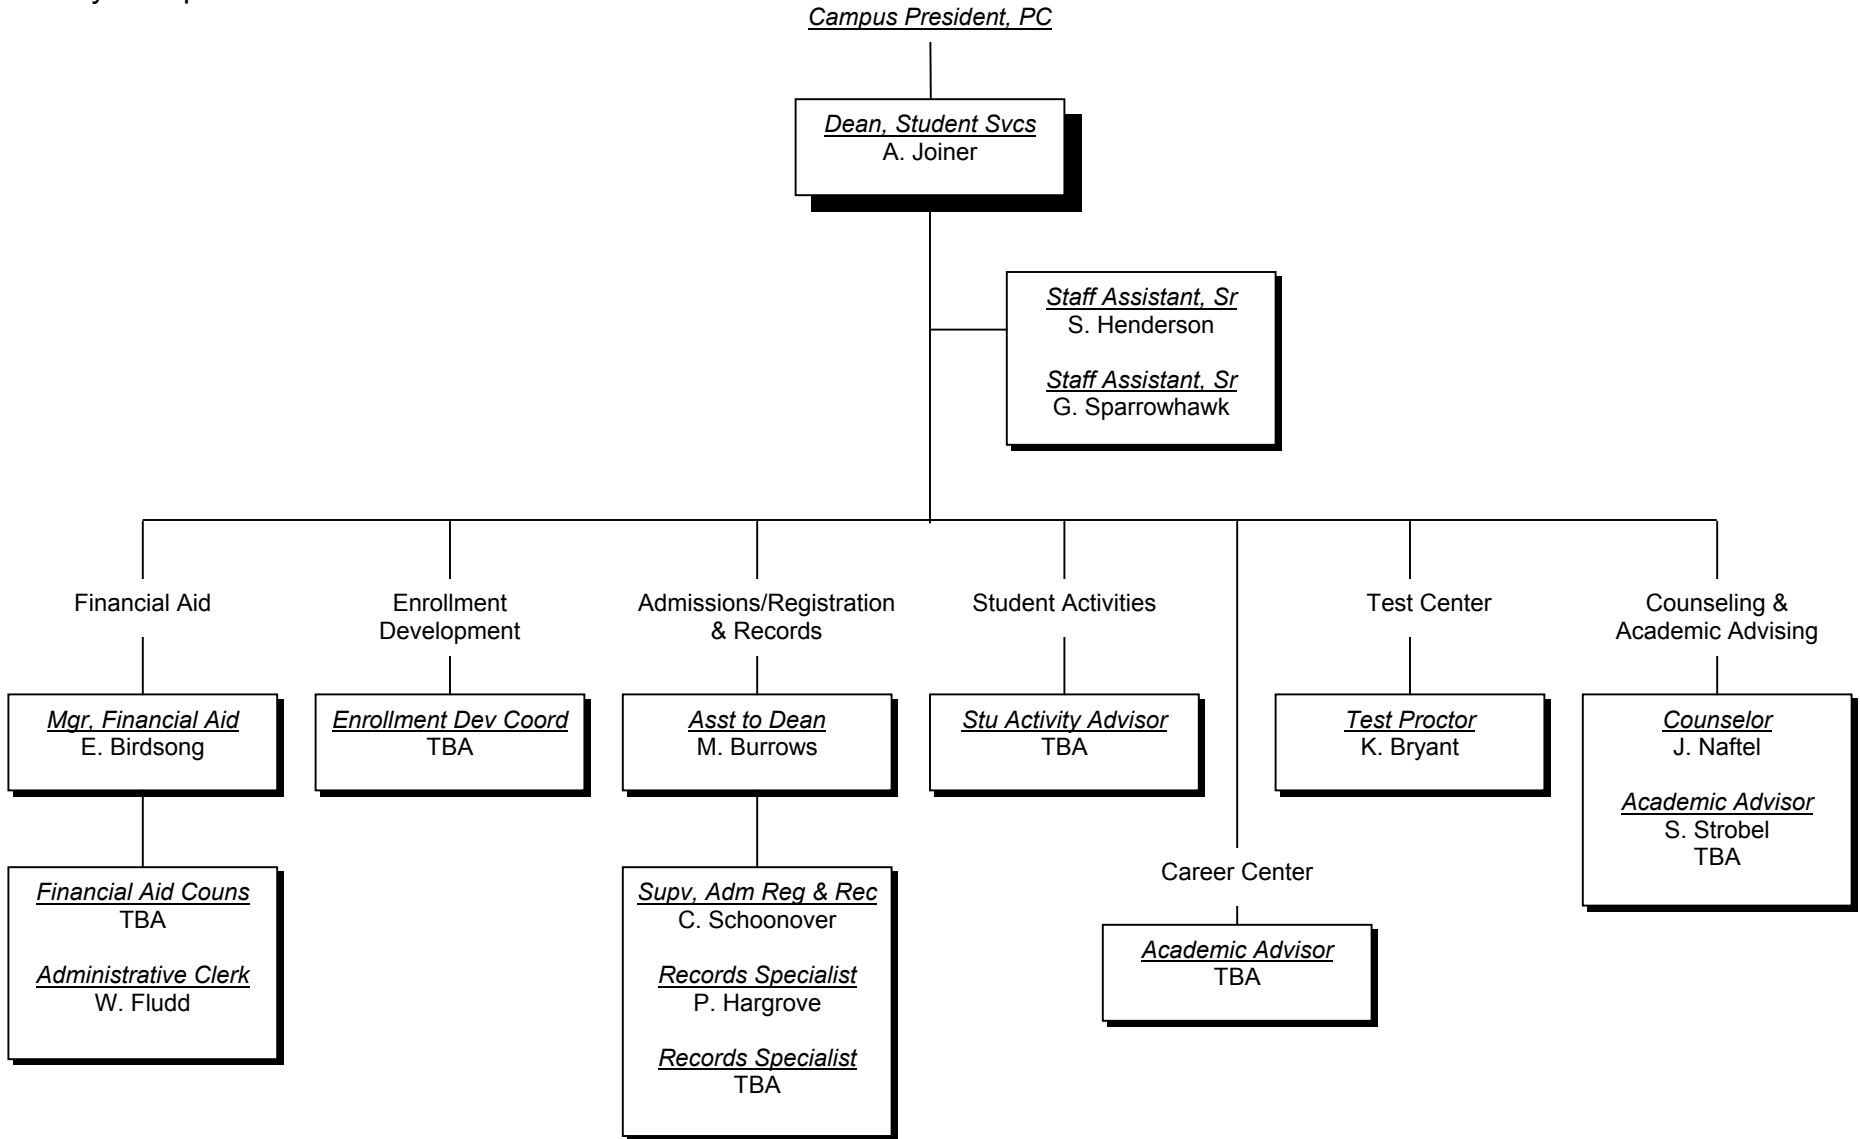 Campus President, PC
Dean, Student Svcs
A. Joiner
Staff Assistant, Sr
S. Henderson
Staff Assistant, Sr
G. Sparrowhawk
Financial Aid
Mgr, Financial Aid
E. Birdsong
Financial Aid Couns
TBA
Administrative Clerk
W. Fludd
Enrollment
Development
Enrollment Dev Coord
TBA
Admissions/Registration
& Records
Asst to Dean
M. Burrows
Supv, Adm Reg & Rec
C. Schoonover
Records Specialist
P. Hargrove
Records Specialist
TBA
Student Activities
Stu Activity Advisor
TBA
Career Center
Academic Advisor
TBA
Test Center
Test Proctor
K. Bryant
Counseling &
Academic Advising
Counselor
J. Naftel
Academic Advisor
S. Strobel
TBA